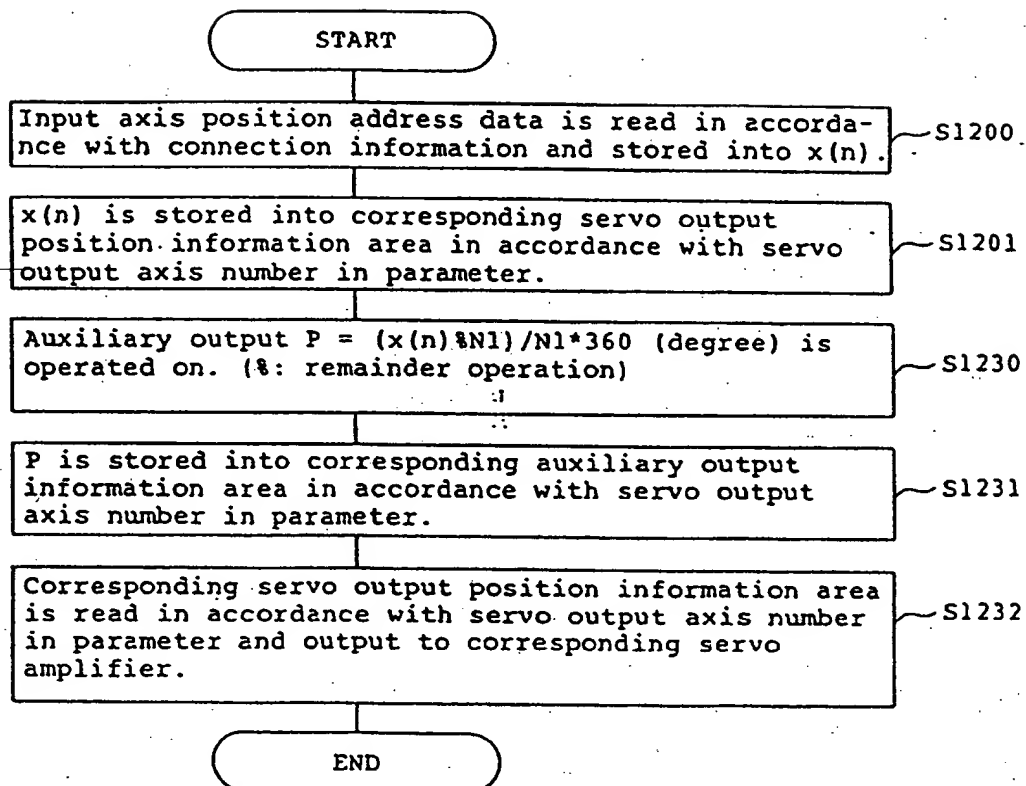 START
Input axis position address data is read in accorda-
nce with connection information and stored into x(n).
S1200
x(n) is stored into corresponding servo output
position information area in accordance with servo
output axis number in parameter.
S1201
Auxiliary output P = (x(n)%N1)/N1*360 (degree) is
operated on. (%: remainder operation)
S1230
P is stored into corresponding auxiliary output
information area in accordance with servo output
axis number in parameter.
S1231
Corresponding servo output position information area
is read in accordance with servo output axis number
in parameter and output to corresponding servo
amplifier.
S1232
END